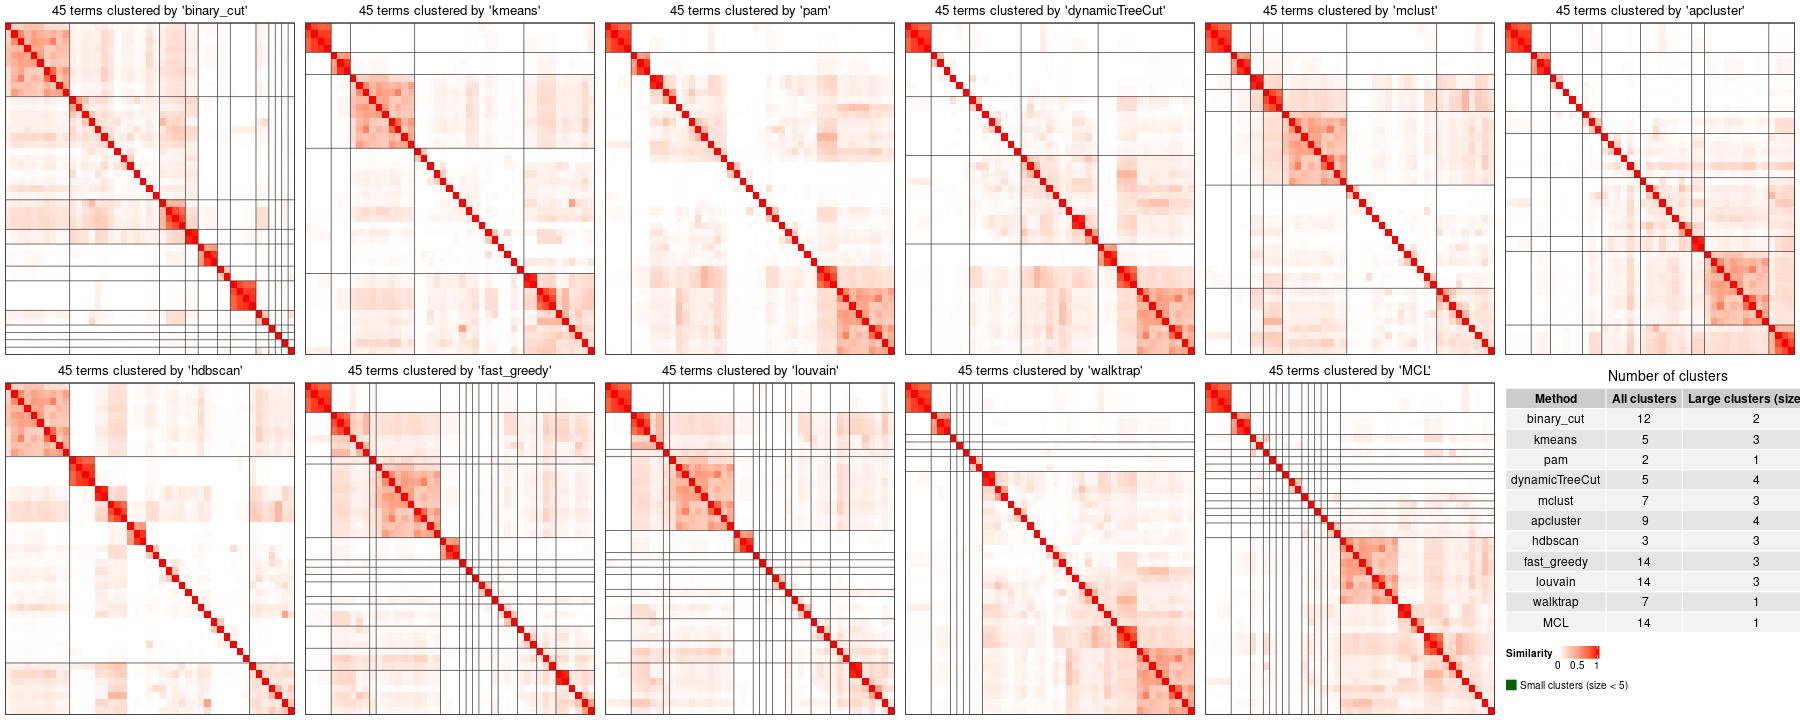 45 terms clustered by 'binary_cut'
45 terms clustered by 'kmeans'
45 terms clustered by 'pam'
45 terms clustered by 'dynamicTreeCut'
45 terms clustered by 'mclust'
45 terms clustered by 'apcluster'
45 terms clustered by 'hdbscan'
45 terms clustered by 'fast_greedy'
45 terms clustered by 'louvain'
45 terms clustered by 'walktrap'
45 terms clustered by 'MCL'
Number of clusters
Method All clusters Large clusters (size
binary_cut 12 2
kmeans 5 3
pam 2 1
dynamicTreeCut 5 4
mclust 7 3
apcluster 9 4
hdbscan 3 3
fast_greedy 14 3
louvain 14 3
walktrap 7 1
MCL 14 1
Similarity
0 0.5 1
Small clusters (size < 5)